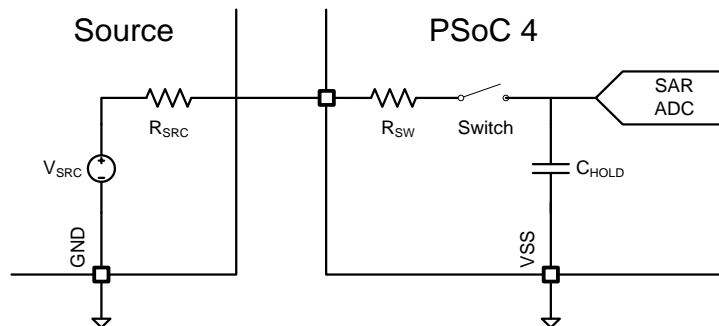 Source
PSoC 4
RSRC
RSW
Switch
SAR
ADC
VSRC
+
-
CHOLD
GND
VSS